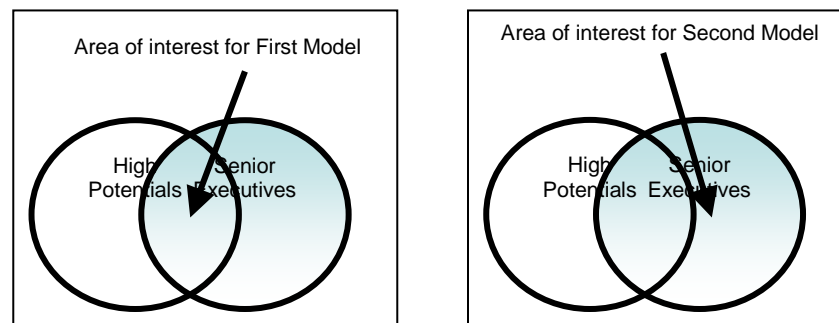 Area of interest for First Model
High
Potentials
Senior
Executives
Area of interest for Second Model
High
Potentials
Senior
Executives